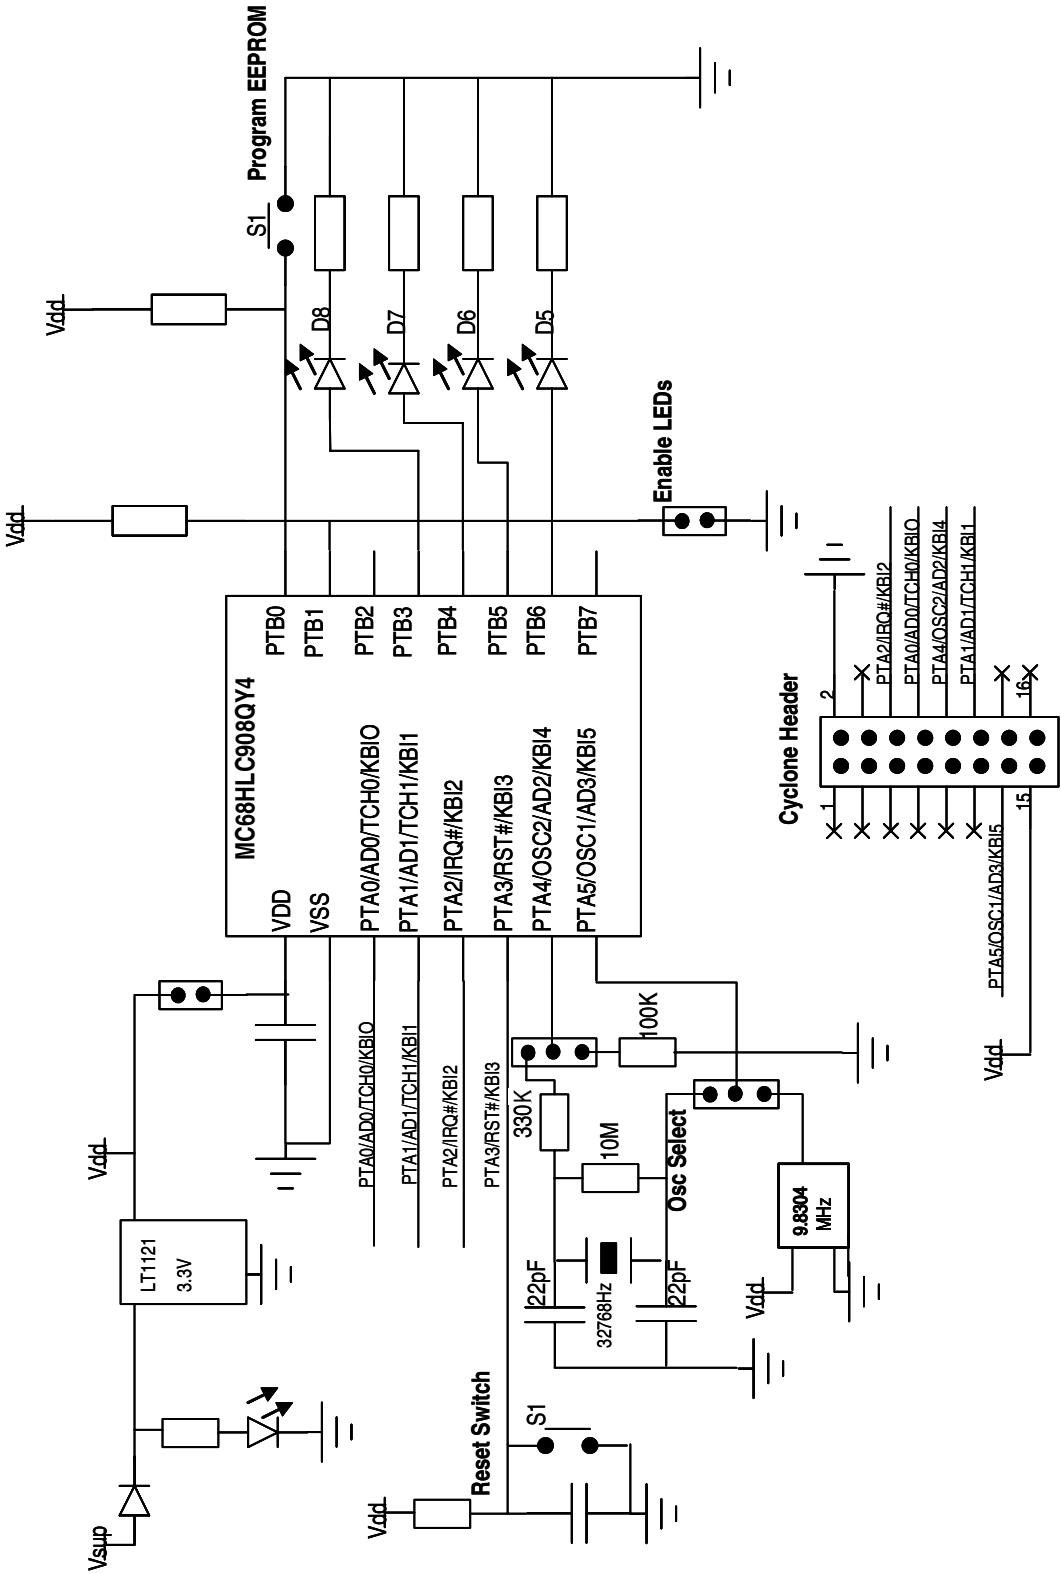 Vsup
LT1121
3.3V
Vdd
MC68HLC908QY4
VDD
VSS
PTA0/AD0/TCH0/KBIO
PTA1/AD1/TCH1/KBI1
PTA2/IRQ#/KBI2
PTA3/RST#/KBI3
PTA4/OSC2/AD2/KBI4
PTA5/OSC1/AD3/KBI5
PTB0
PTB1
PTB2
PTB3
PTB4
PTB5
PTB6
PTB7
PTA0/AD0/TCH0/KBIO
PTA1/AD1/TCH1/KBI1
PTA2/IRQ#/KBI2
PTA3/RST#/KBI3
Vdd
Vdd
S1
Program EEPROM
D8
D7
D6
D5
Enable LEDs
Vdd
Reset Switch
S1
22pF
32768Hz
22pF
330K
10M
100K
Osc Select
Vdd
9.8304
MHz
Cyclone Header
1
2
PTA2/IRQ#/KBI2
PTA0/AD0/TCH0/KBIO
PTA4/OSC2/AD2/KBI4
PTA1/AD1/TCH1/KBI1
PTA5/OSC1/AD3/KBI5
15
16
Vdd